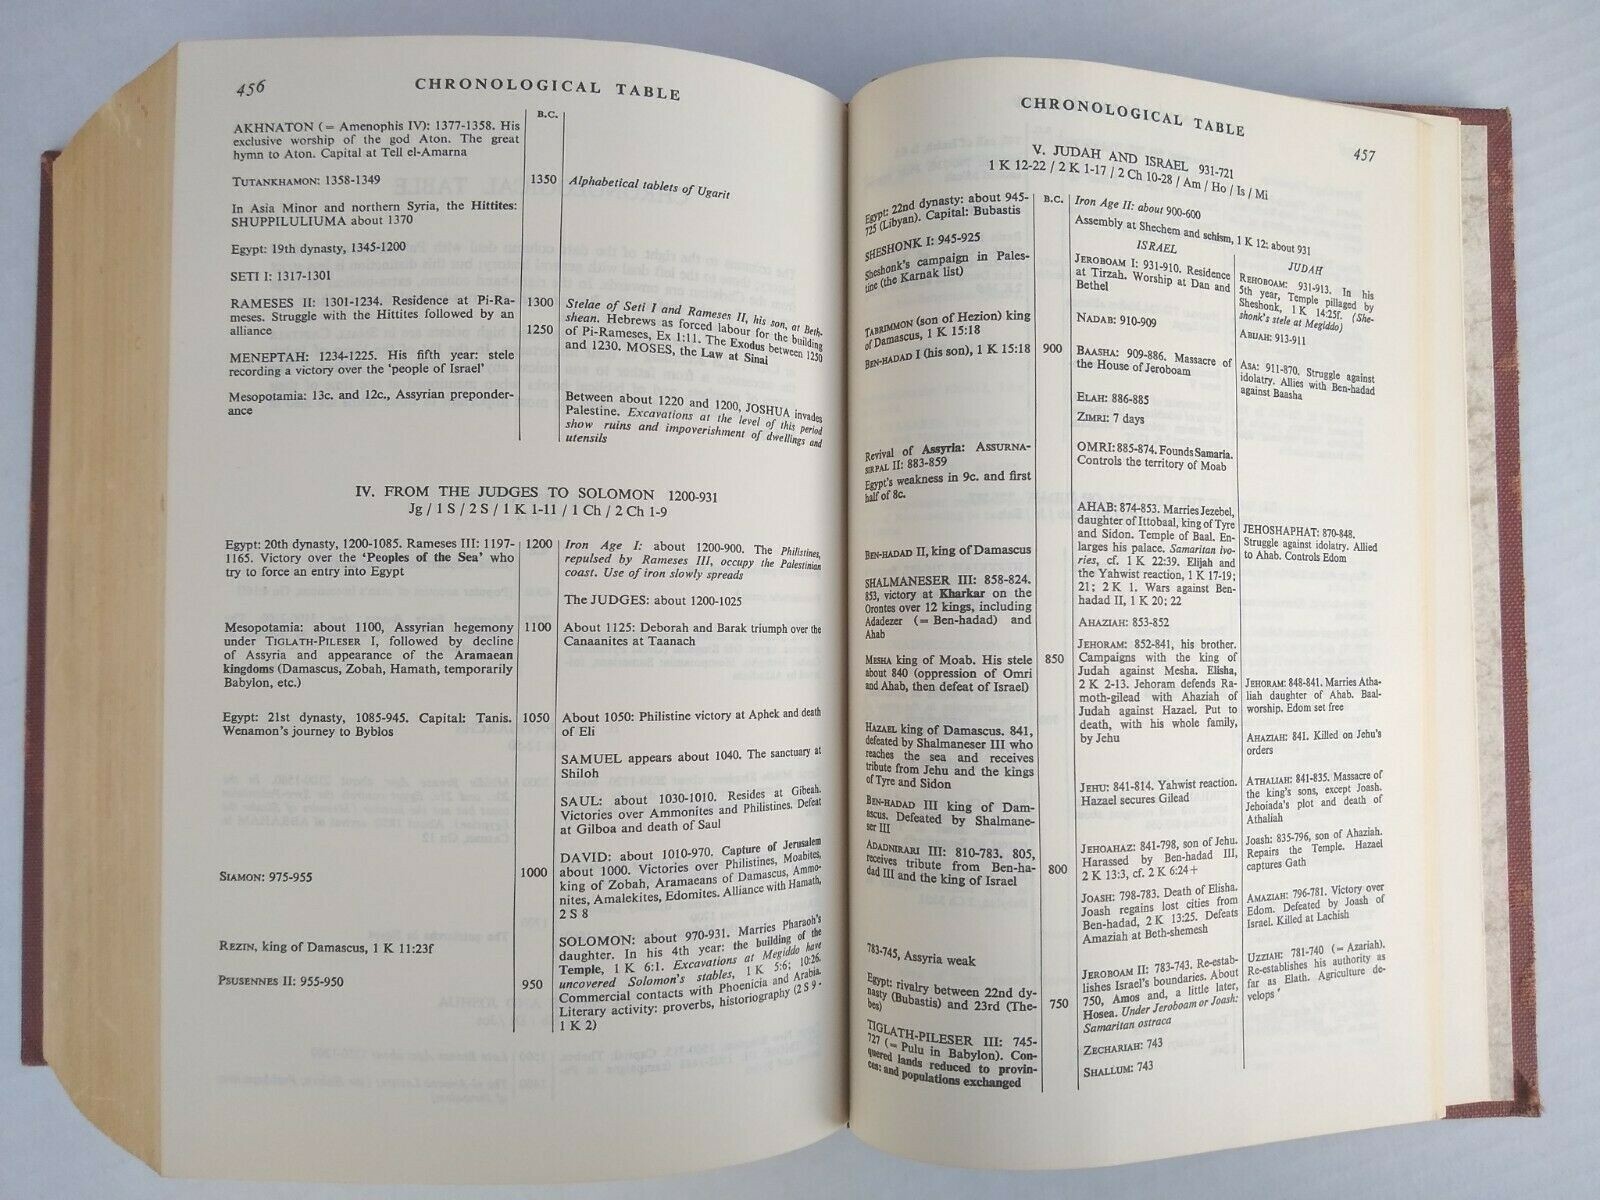 456
CHRONOLOGICAL TABLE
B.C.
AKHNATON (= Amenophis IV): 1377-1358. His
exclusive worship of the god Aton. The great
hymn to Aton. Capital at Tell el-Amarna
TUTANKHAMON: 1358-1349
1350
Alphabetical tablets of Ugarit
In Asia Minor and northern Syria, the Hittites:
SHUPPILULIUMA about 1370
Egypt: 19th dynasty, 1345-1200
SETI I: 1317-1301
RAMESES II: 1301-1234. Residence at Pi-Ra-
meses. Struggle with the Hittites followed by an
alliance
1300
1250
Stelae of Seti I and Rameses II, his son, at Beth-
shean. Hebrews as forced labour for the building
of Pi-Rameses, Ex 1:11. The Exodus between 1250
and 1230. MOSES, the Law at Sinai
MENEPTAH: 1234-1225. His fifth year: stele
recording a victory over the 'people of Israel'
Mesopotamia: 13c. and 12c., Assyrian preponder-
ance
Between about 1220 and 1200, JOSHUA invades
Palestine. Excavations at the level of this period
show ruins and impoverishment of dwellings and
utensils
IV. FROM THE JUDGES TO SOLOMON 1200-931
Jg / 1 S / 2 S / 1 K 1-11 / 1 Ch / 2 Ch 1-9
Egypt: 20th dynasty, 1200-1085. Rameses III: 1197-
1165. Victory over the 'Peoples of the Sea' who
try to force an entry into Egypt
1200
Iron Age I: about 1200-900. The Philistines,
repulsed by Rameses III, occupy the Palestinian
coast. Use of iron slowly spreads
The JUDGES: about 1200-1025
Mesopotamia: about 1100, Assyrian hegemony
under TIGLATH-PILESER I, followed by decline
of Assyria and appearance of the Aramaean
kingdoms (Damascus, Zobah, Hamath, temporarily
Babylon, etc.)
1100
About 1125: Deborah and Barak triumph over the
Canaanites at Taanach
Egypt: 21st dynasty, 1085-945. Capital: Tanis.
Wenamon's journey to Byblos
1050
About 1050: Philistine victory at Aphek and death
of Eli
SAMUEL appears about 1040. The sanctuary at
Shiloh
SAUL: about 1030-1010. Resides at Gibeah.
Victories over Ammonites and Philistines. Defeat
at Gilboa and death of Saul
SIAMON: 975-955
1000
DAVID: about 1010-970. Capture of Jerusalem
about 1000. Victories over Philistines, Moabites,
king of Zobah, Aramaeans of Damascus, Ammo-
nites, Amalekites, Edomites. Alliance with Hamath,
2 S 8
REZIN, king of Damascus, 1 K 11:23f
PSUSENNES II: 955-950
950
SOLOMON: about 970-931. Marries Pharaoh's
daughter. In his 4th year: the building of the
Temple, 1 K 6:1. Excavations at Megiddo have
uncovered Solomon's stables, 1 K 5:6; 10:26.
Commercial contacts with Phoenicia and Arabia.
Literary activity: proverbs, historiography (2 S 9 -
1 K 2)
CHRONOLOGICAL TABLE
457
V. JUDAH AND ISRAEL 931-721
1 K 12-22 / 2 K 1-17 / 2 Ch 10-28 / Am / Ho / Is / Mi
Egypt: 22nd dynasty: about 945-
725 (Libyan). Capital: Bubastis
SHESHONK I: 945-925
Sheshonk's campaign in Pales-
tine (the Karnak list)
TABRIMMON (son of Hezion) king
of Damascus, 1 K 15:18
BEN-HADAD I (his son), 1 K 15:18
Revival of Assyria: ASSURNA-
SIRPAL II: 883-859
Egypt's weakness in 9c. and first
half of 8c.
BEN-HADAD II, king of Damascus
SHALMANESER III: 858-824.
853, victory at Kharkar on the
Orontes over 12 kings, including
Adadezer (= Ben-hadad) and
Ahab
MESHA king of Moab. His stele
about 840 (oppression of Omri
and Ahab, then defeat of Israel)
HAZAEL king of Damascus. 841,
defeated by Shalmaneser III who
reaches the sea and receives
tribute from Jehu and the kings
of Tyre and Sidon
BEN-HADAD III king of Dam-
ascus. Defeated by Shalmane-
ser III
ADADNIRARI III: 810-783. 805,
receives tribute from Ben-ha-
dad III and the king of Israel
783-745, Assyria weak
Egypt: rivalry between 22nd dy-
nasty (Bubastis) and 23rd (The-
bes)
TIGLATH-PILESER III: 745-
727 (= Pulu in Babylon). Con-
quered lands reduced to provin-
ces and populations exchanged
B.C.
900
850
800
750
Iron Age II: about 900-600
Assembly at Shechem and schism, 1 K 12: about 931
ISRAEL
JEROBOAM I: 931-910. Residence
at Tirzah. Worship at Dan and
Bethel
NADAB: 910-909
BAASHA: 909-886. Massacre of
the House of Jeroboam
ELAH: 886-885
ZIMRI: 7 days
OMRI: 885-874. Founds Samaria.
Controls the territory of Moab
AHAB: 874-853. Marries Jezebel,
daughter of Ittobaal, king of Tyre
and Sidon. Temple of Baal. En-
larges his palace. Samaritan ivo-
ries, cf. 1 K 22:39. Elijah and
the Yahwist reaction, 1 K 17-19;
21; 2 K 1. Wars against Ben-
hadad II, 1 K 20; 22
AHAZIAH: 853-852
JEHORAM: 852-841, his brother.
Campaigns with the king of
Judah against Mesha. Elisha,
2 K 2-13. Jehoram defends Ra-
moth-gilead with Ahaziah of
Judah against Hazael. Put to
death, with his whole family,
by Jehu
JEHU: 841-814. Yahwist reaction.
Hazael secures Gilead
JEHOAHAZ: 841-798, son of Jehu.
Harassed by Ben-hadad III,
2 K 13:3, cf. 2 K 6:24+
JOASH: 798-783. Death of Elisha.
Joash regains lost cities from
Ben-hadad, 2 K 13:25. Defeats
Amaziah at Beth-shemesh
JEROBOAM II: 783-743. Re-estab-
lishes Israel's boundaries. About
750, Amos and, a little later,
Hosea. Under Jeroboam or Joash:
Samaritan ostraca
ZECHARIAH: 743
SHALLUM: 743
JUDAH
REHOBOAM: 931-913. In his
5th year, Temple pillaged by
Sheshonk, 1 K 14:25f. (She-
shonk's stele at Megiddo)
ABIJAH: 913-911
ASA: 911-870. Struggle against
idolatry. Allies with Ben-hadad
against Baasha
JEHOSHAPHAT: 870-848.
Struggle against idolatry. Allied
to Ahab. Controls Edom
JEHORAM: 848-841. Marries Atha-
liah daughter of Ahab. Baal-
worship. Edom set free
AHAZIAH: 841. Killed on Jehu's
orders
ATHALIAH: 841-835. Massacre of
the king's sons, except Joash.
Jehoiada's plot and death of
Athaliah
JOASH: 835-796, son of Ahaziah.
Repairs the Temple. Hazael
captures Gath
AMAZIAH: 796-781. Victory over
Edom. Defeated by Joash of
Israel. Killed at Lachish
UZZIAH: 781-740 (= Azariah).
Re-establishes his authority as
far as Elath. Agriculture de-
velops